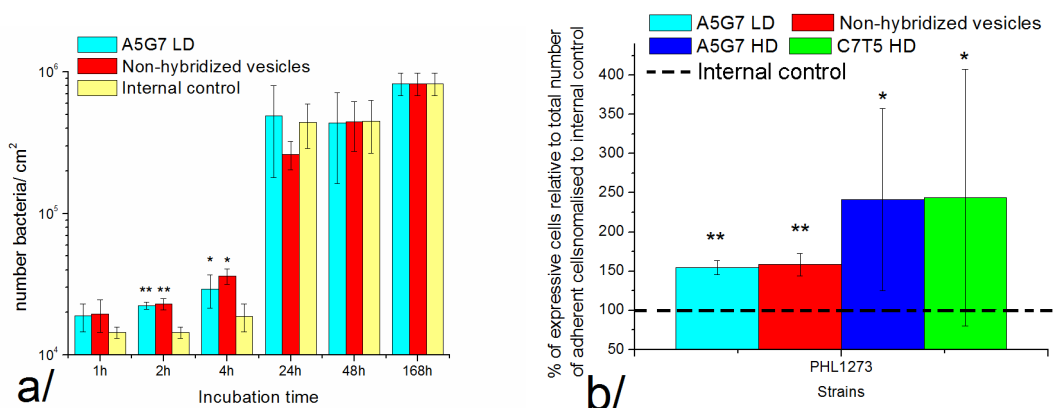 A5G7 LD
Non-hybridized vesicles
Internal control
number bacteria/ cm²
10⁶
10⁵
10⁴
* *
** **
1h 2h 4h 24h 48h 168h
Incubation time
a/
A5G7 LD Non-hybridized vesicles
A5G7 HD C7T5 HD
Internal control
% of expressive cells relative to total number
of adherent cellsnomalised to internal control
400
350
300
250
200
150
100
50
** ** * *
PHL1273
Strains
b/